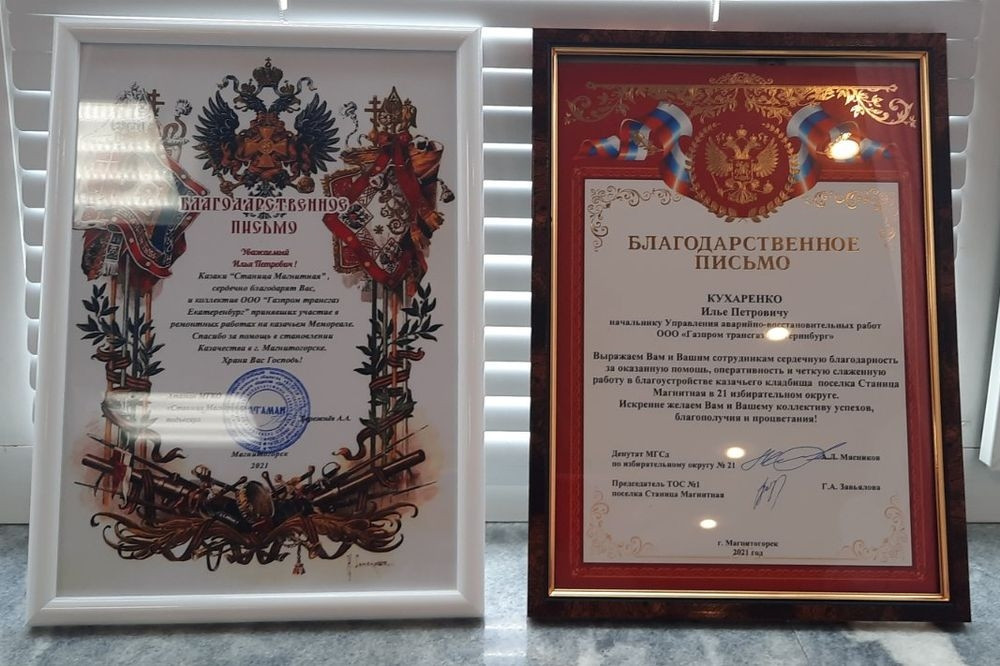 БЛАГОДАРСТВЕННОЕ
ПИСЬМО
Уважаемый
Илья Петрович!
Казаки "Станица Магнитная",
сердечно благодарят Вас,
и коллектив ООО "Газпром трансгаз
Екатеренбург" принявших участие в
ремонтных работах на казачьем Мемореале.
Спасибо за помощь в становлении
Казачества в г. Магнитогорске.
Храни Вас Господь!
АТАМАН
А.А.
Магнитогорск
2021
БЛАГОДАРСТВЕННОЕ
ПИСЬМО
КУХАРЕНКО
Илье Петровичу
начальнику Управления аварийно-восстановительных работ
ООО «Газпром трансгаз
Выражаем Вам и Вашим сотрудникам сердечную благодарность
за оказанную помощь, оперативность и четкую слаженную
работу в благоустройстве казачьего кладбища поселка Станица
Магнитная в 21 избирательном округе.
Искренне желаем Вам и Вашему коллективу успехов,
благополучия и процветания!
Депутат МГСд
по избирательному округу № 21
А.Л. Мясников
Председатель ТОС №1
поселка Станица Магнитная
Г.А. Завьялова
г. Магнитогорск
2021 год